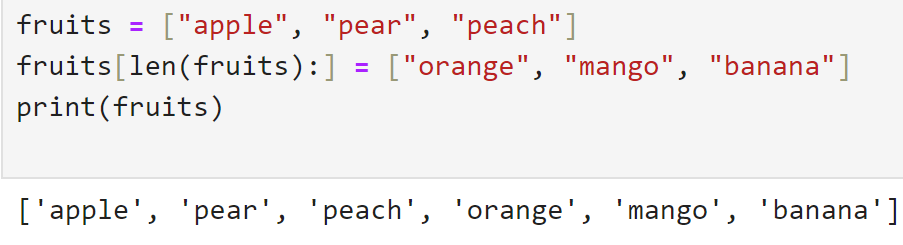 fruits = ["apple", "pear", "peach"]
fruits[len(fruits):] = ["orange", "mango", "banana"]
print(fruits)
['apple', 'pear', 'peach', 'orange', 'mango', 'banana']